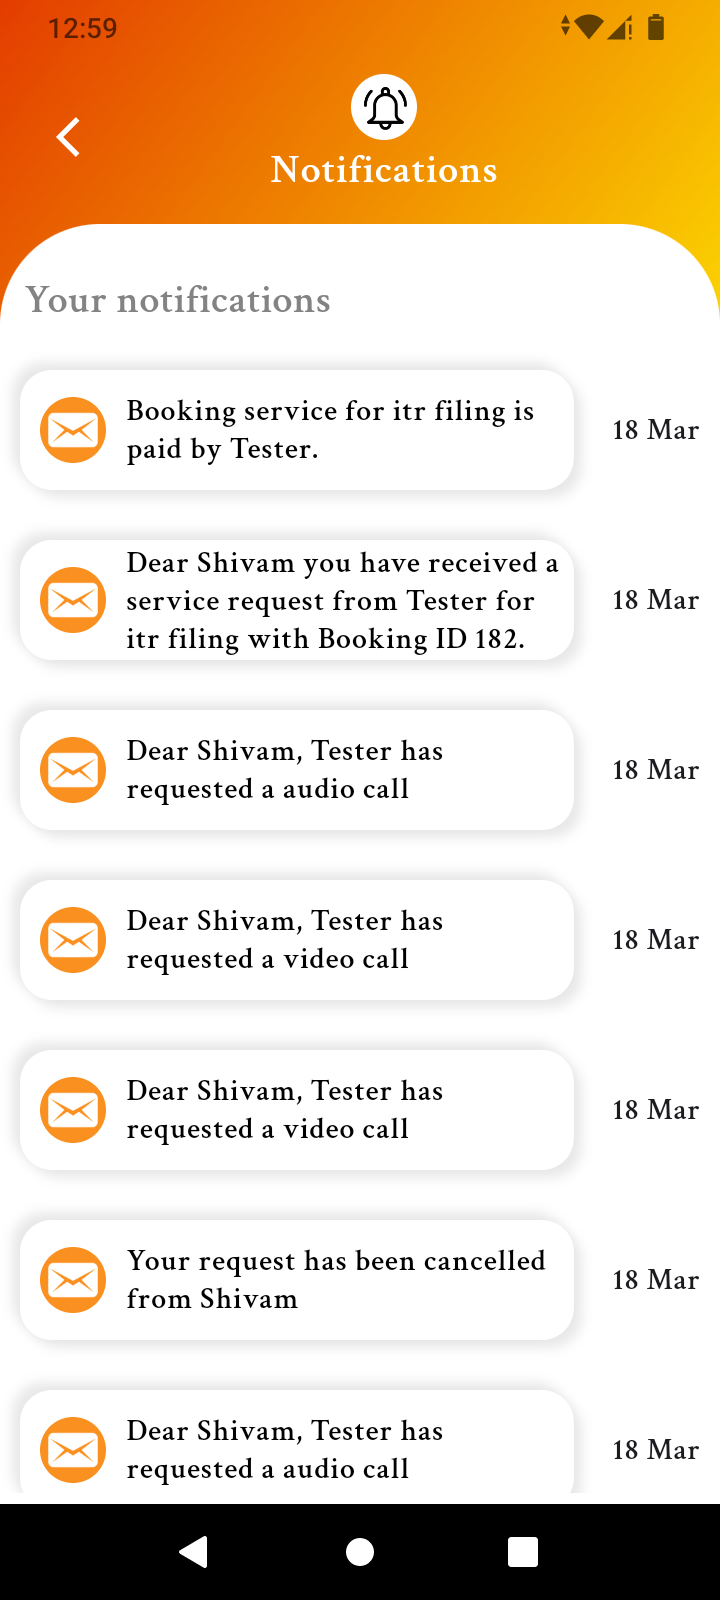 12:59
Notifications
Your notifications
Booking service for itr filing is
paid by Tester.
18 Mar
Dear Shivam you have received a
service request from Tester for
itr filing with Booking ID 182.
18 Mar
Dear Shivam, Tester has
requested a audio call
18 Mar
Dear Shivam, Tester has
requested a video call
18 Mar
Dear Shivam, Tester has
requested a video call
18 Mar
Your request has been cancelled
from Shivam
18 Mar
Dear Shivam, Tester has
requested a audio call
18 Mar